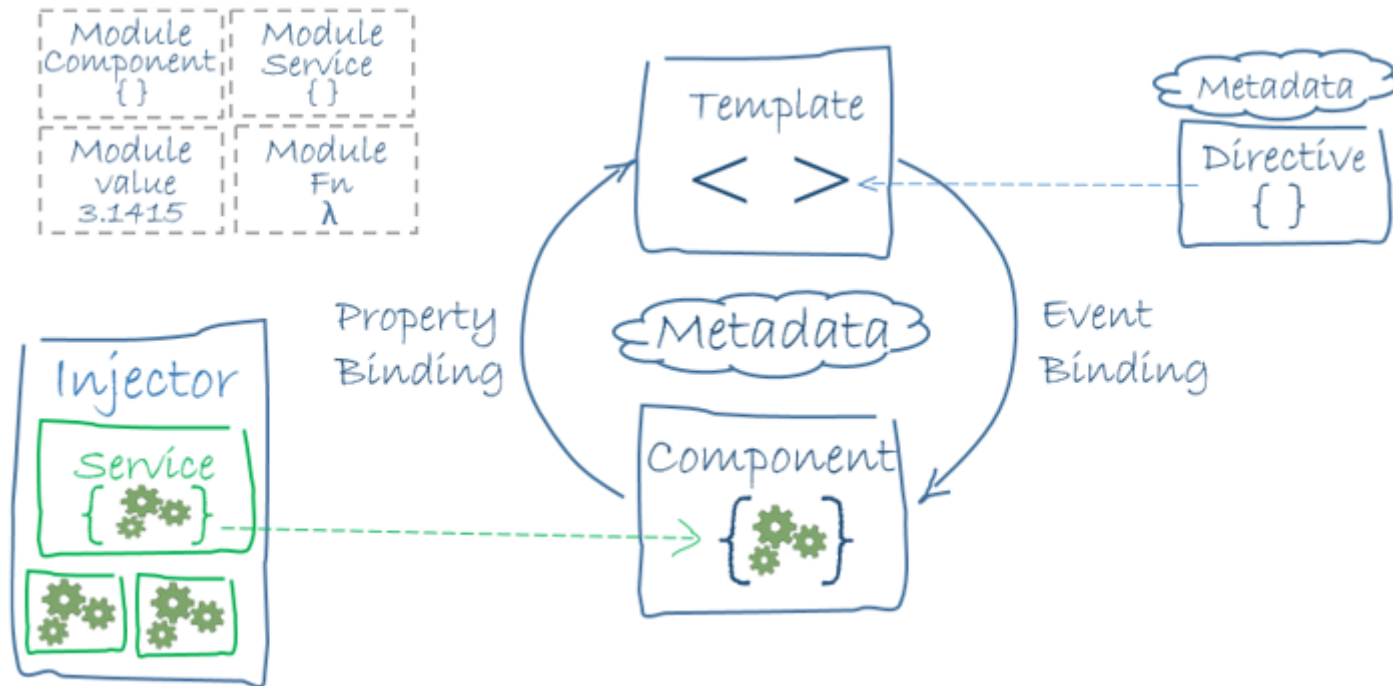 Module
Component
{ }
Module
Service
{ }
Module
value
3.1415
Module
Fn
λ
Template
< >
Metadata
Directive
{ }
Property
Binding
Metadata
Event
Binding
Injector
Service
{ }
Component
{ }